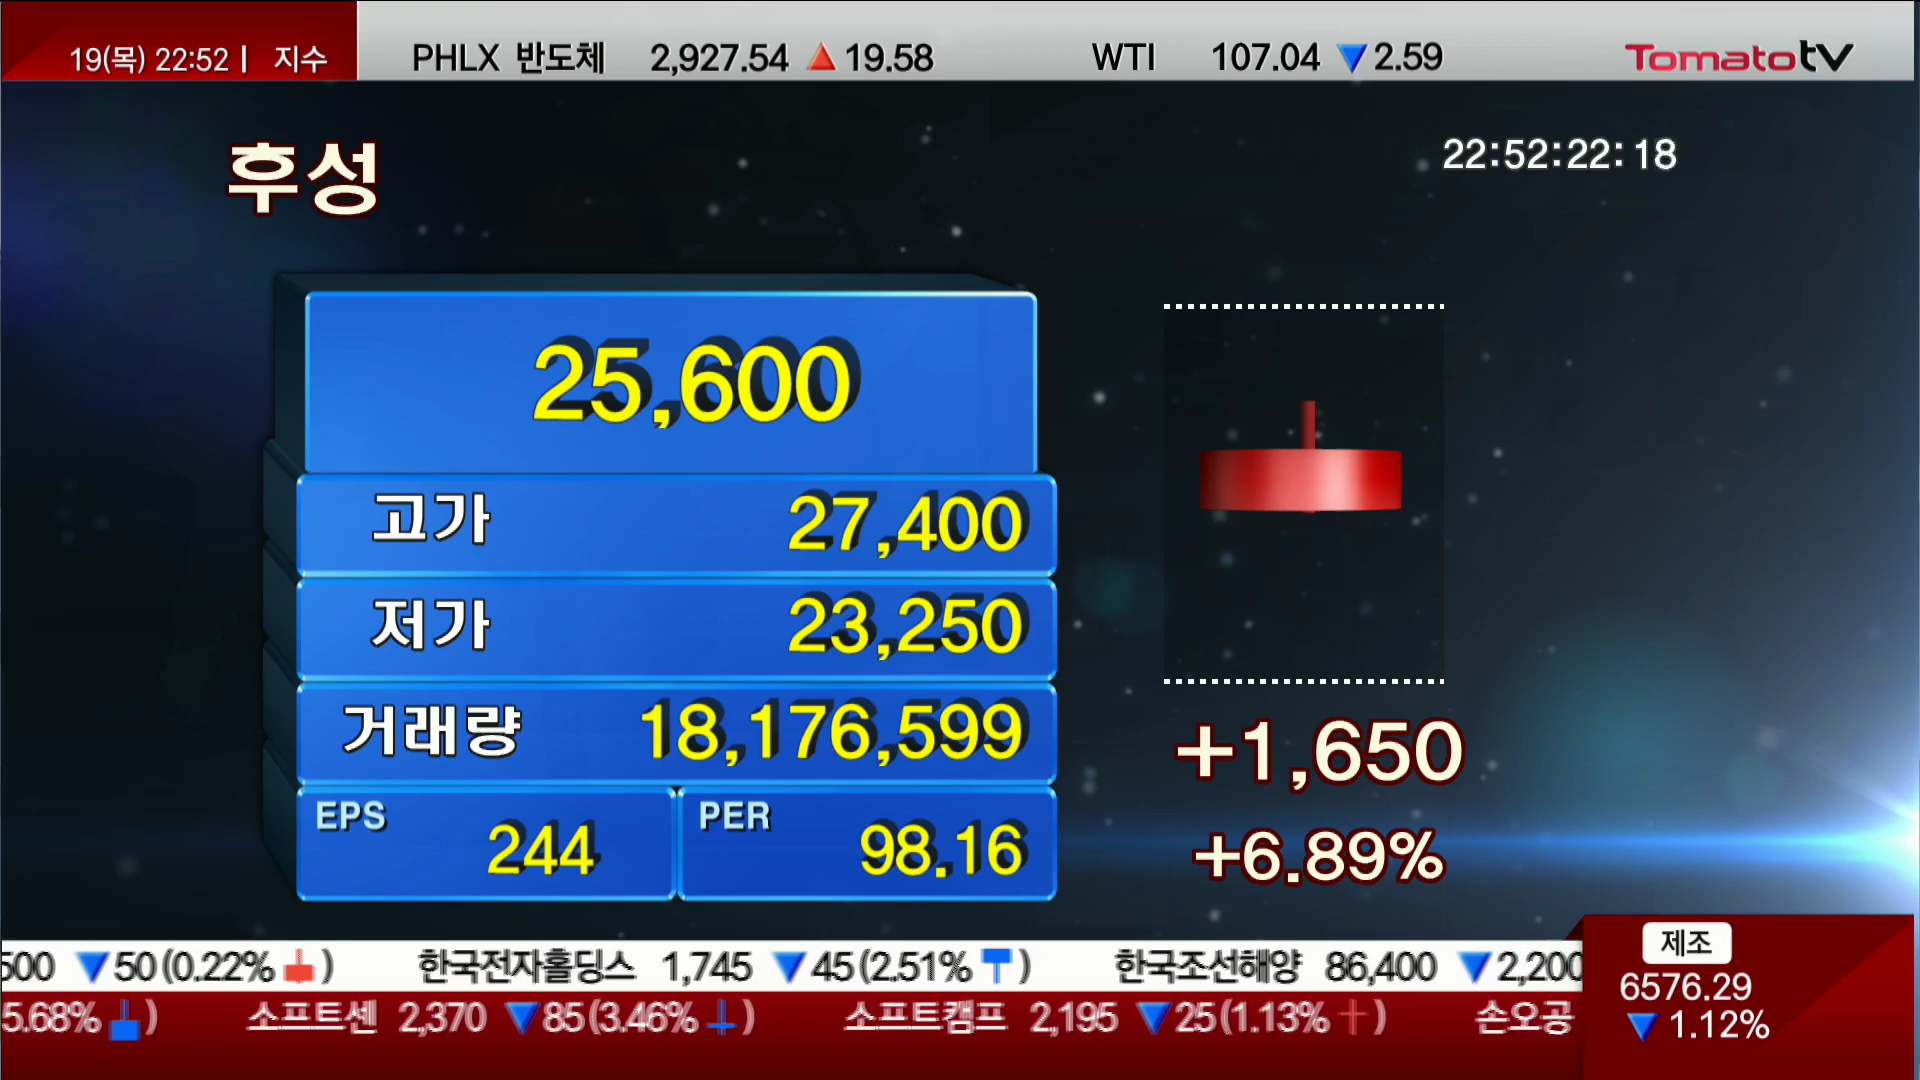 19(목) 22:52 | 지수 PHLX 반도체 2,927.54 ▲ 19.58 WTI 107.04 ▼ 2.59 Tomato tv
후성 22:52:22:18
25,600
고가 27,400
저가 23,250
거래량 18,176,599
EPS 244 PER 98.16
+1,650
+6.89%
500 ▼50(0.22% ) 한국전자홀딩스 1,745 ▼45(2.51% ) 한국조선해양 86,400 ▼2,200
5.68% ) 소프트센 2,370 ▼85(3.46% ) 소프트캠프 2,195 ▼25(1.13% ) 손오공
제조
6576.29
▼ 1.12%